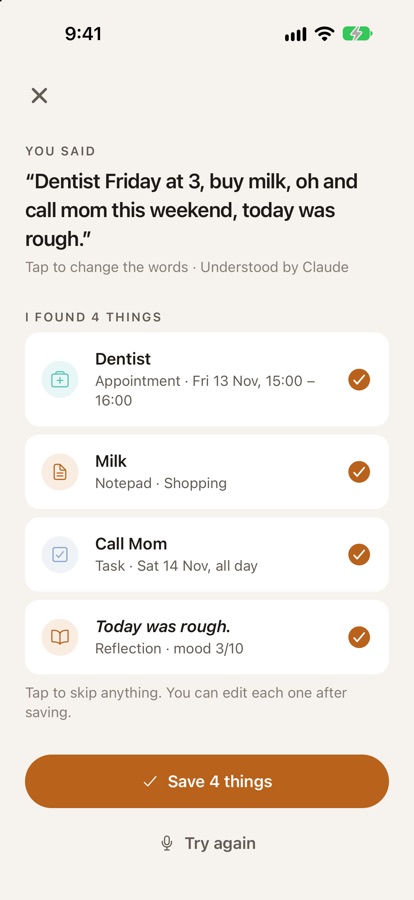 9:41
YOU SAID
“Dentist Friday at 3, buy milk, oh and
call mom this weekend, today was
rough.”
Tap to change the words · Understood by Claude
I FOUND 4 THINGS
Dentist
Appointment · Fri 13 Nov, 15:00 –
16:00
Milk
Notepad · Shopping
Call Mom
Task · Sat 14 Nov, all day
Today was rough.
Reflection · mood 3/10
Tap to skip anything. You can edit each one after
saving.
Save 4 things
Try again